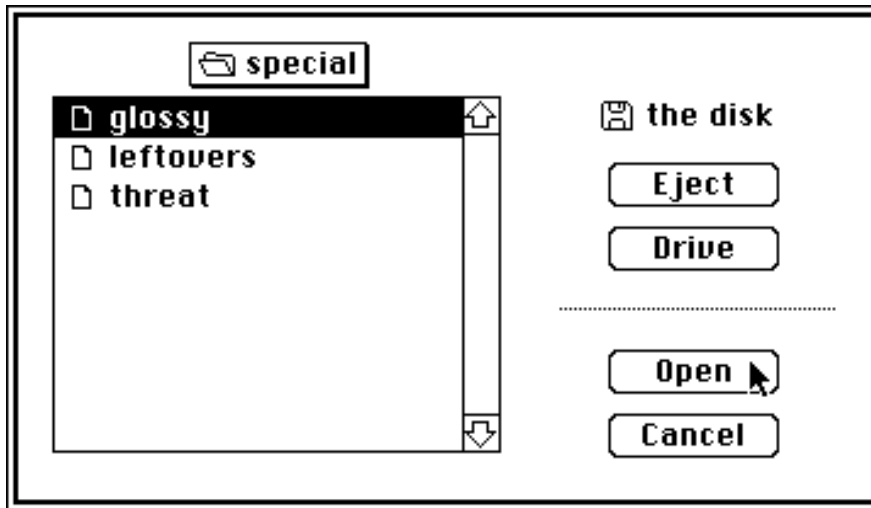 special
glossy
leftovers
threat
the disk
Eject
Drive
Open
Cancel